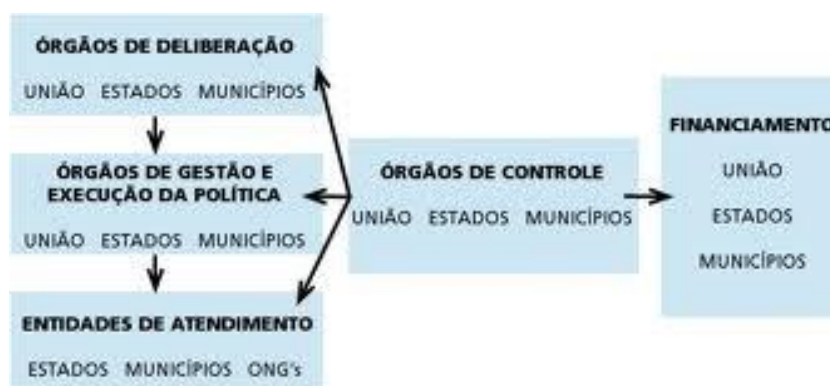 ÓRGÃOS DE DELIBERAÇÃO
UNIÃO ESTADOS MUNICÍPIOS
ÓRGÃOS DE GESTÃO E
EXECUÇÃO DA POLÍTICA
UNIÃO ESTADOS MUNICÍPIOS
ENTIDADES DE ATENDIMENTO
ESTADOS MUNICÍPIOS ONG's
ÓRGÃOS DE CONTROLE
UNIÃO ESTADOS MUNICÍPIOS
FINANCIAMENTO
UNIÃO
ESTADOS
MUNICÍPIOS